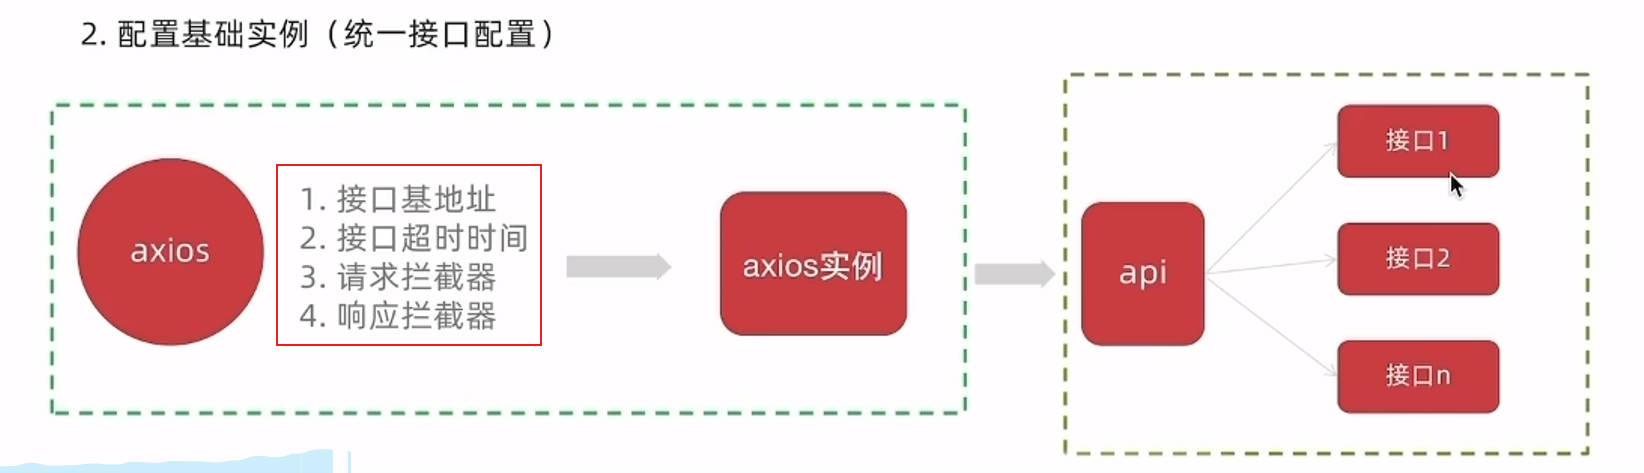 2. 配置基础实例（统一接口配置）
axios
1. 接口基地址
2. 接口超时时间
3. 请求拦截器
4. 响应拦截器
axios实例
api
接口1
接口2
接口n